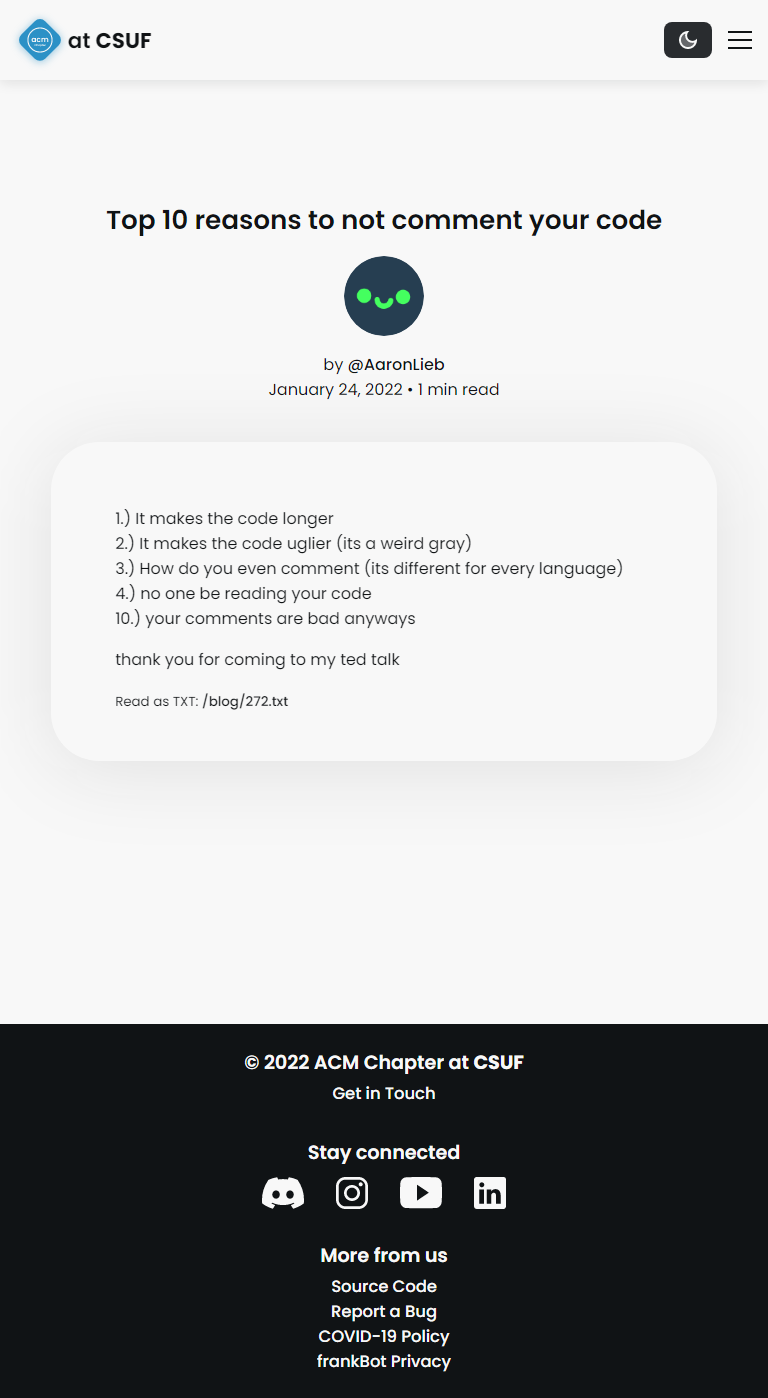 acm
at CSUF
Top 10 reasons to not comment your code
by @AaronLieb
January 24, 2022 • 1 min read
1.) It makes the code longer
2.) It makes the code uglier (its a weird gray)
3.) How do you even comment (its different for every language)
4.) no one be reading your code
10.) your comments are bad anyways
thank you for coming to my ted talk
Read as TXT: /blog/272.txt
© 2022 ACM Chapter at CSUF
Get in Touch
Stay connected
in
More from us
Source Code
Report a Bug
COVID-19 Policy
frankBot Privacy